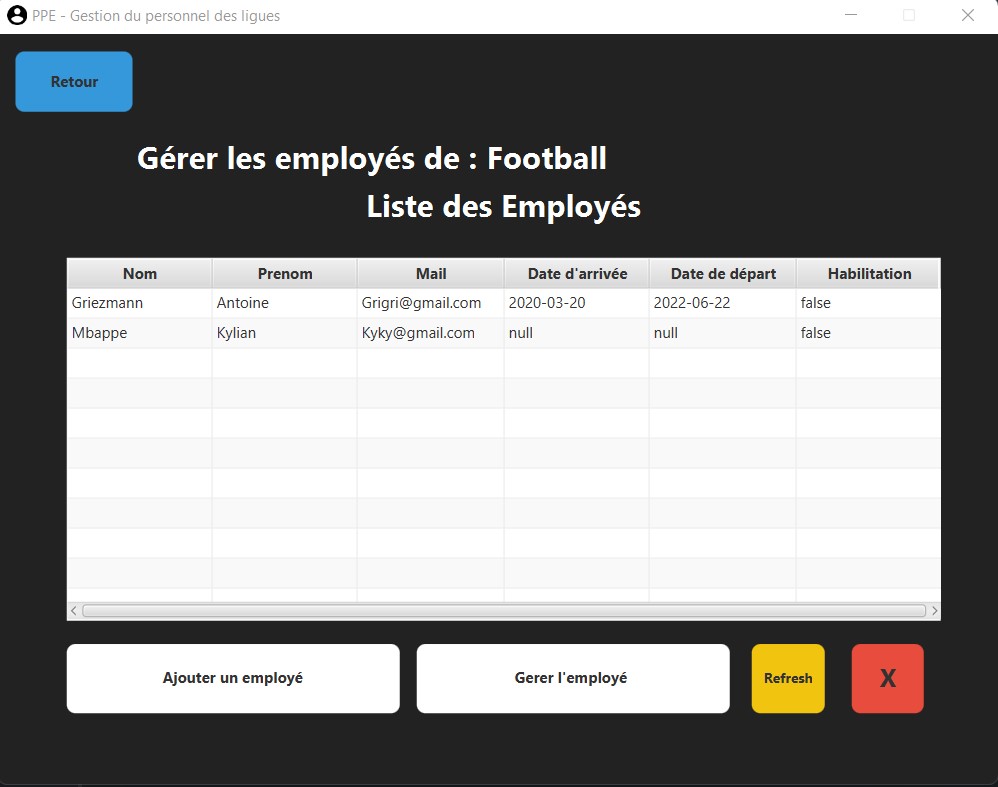 PPE - Gestion du personnel des ligues
Retour
Gérer les employés de : Football
Liste des Employés
Nom Prenom Mail Date d'arrivée Date de départ Habilitation
Griezmann Antoine Grigri@gmail.com 2020-03-20 2022-06-22 false
Mbappe Kylian Kyky@gmail.com null null false
Ajouter un employé Gerer l'employé Refresh X